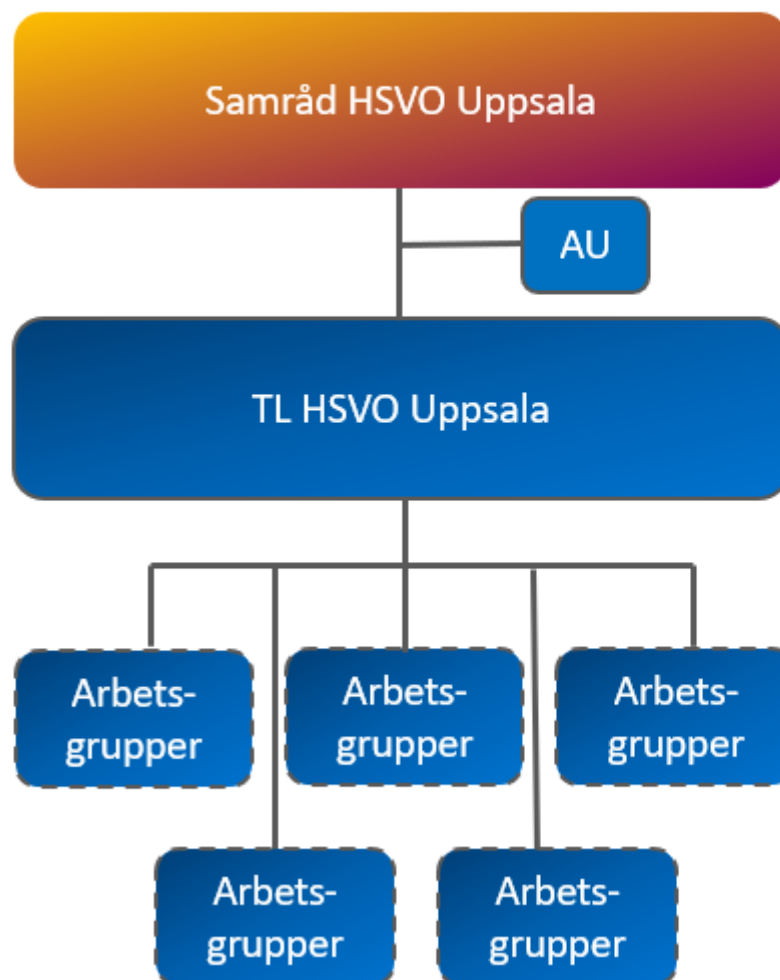 Samråd HSVO Uppsala
AU
TL HSVO Uppsala
Arbets-
grupper
Arbets-
grupper
Arbets-
grupper
Arbets-
grupper
Arbets-
grupper